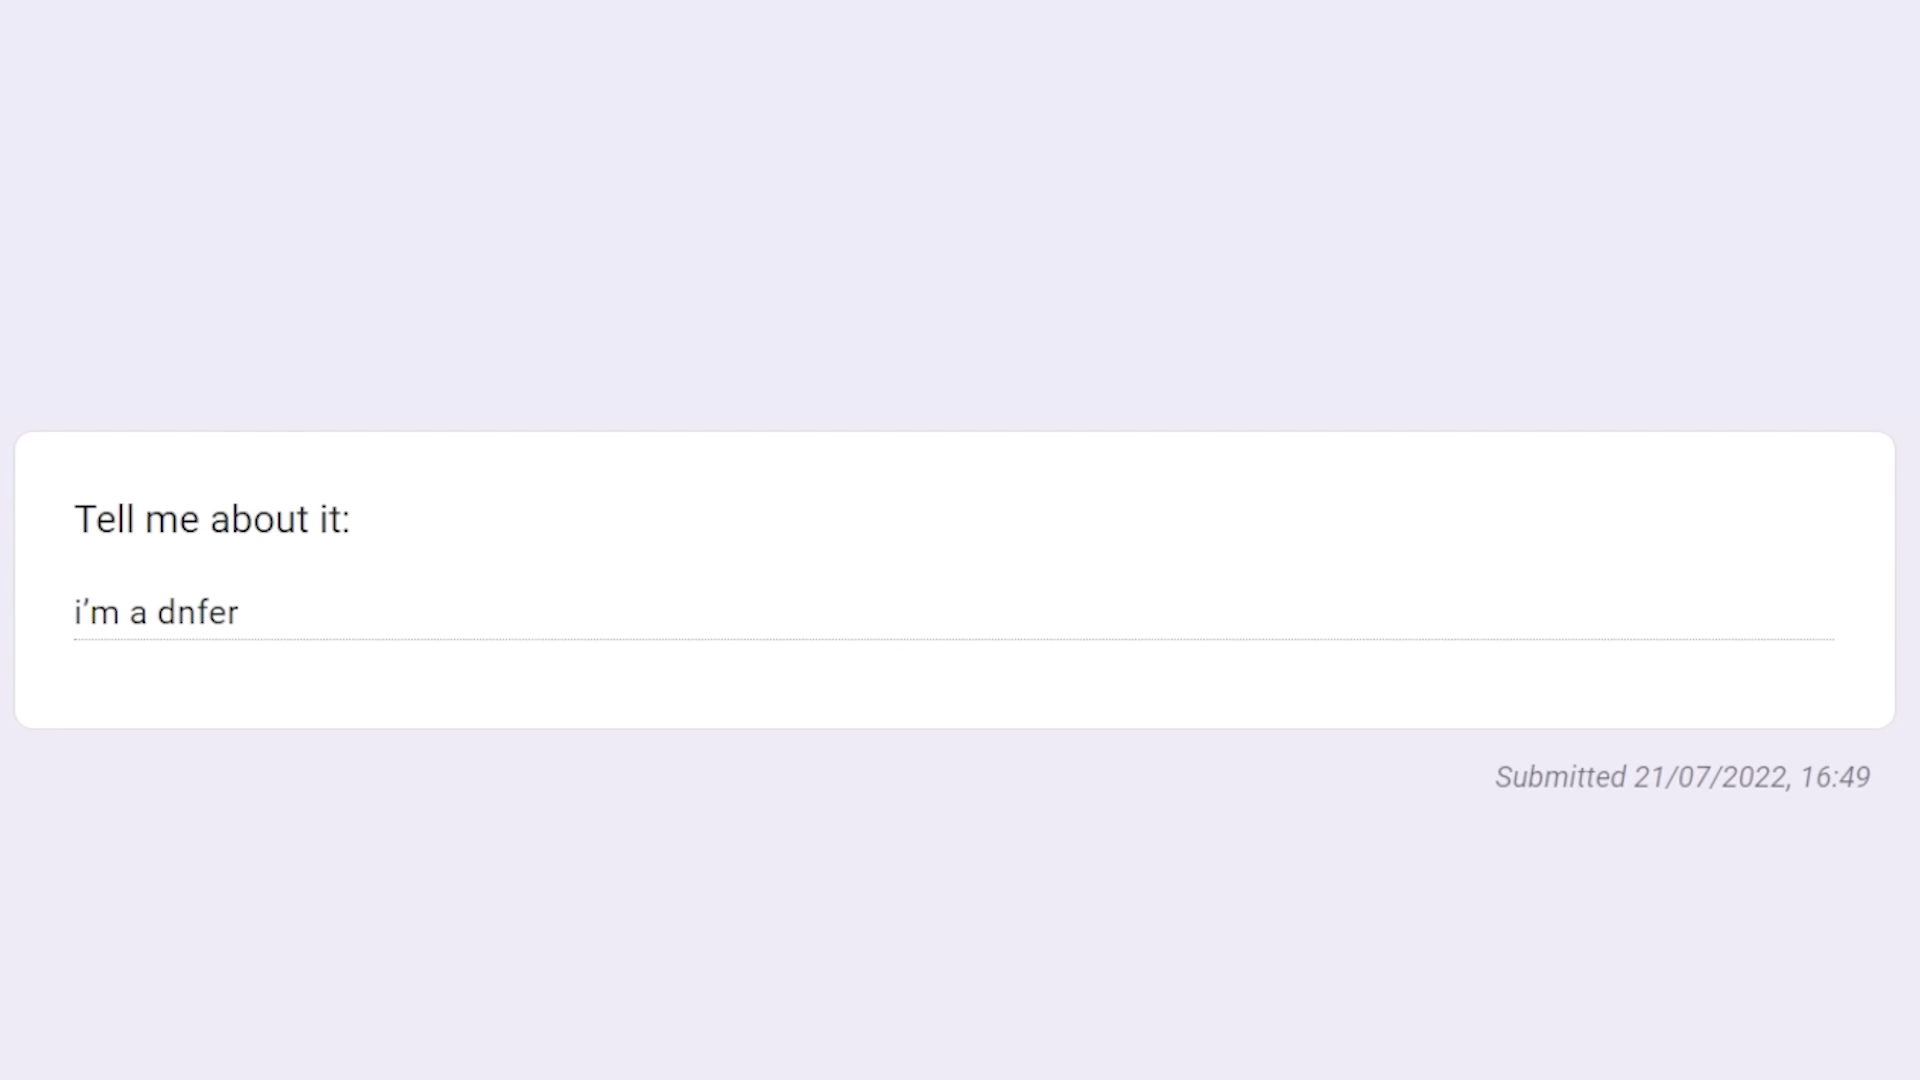 Tell me about it:
i’m a dnfer
Submitted 21/07/2022, 16:49